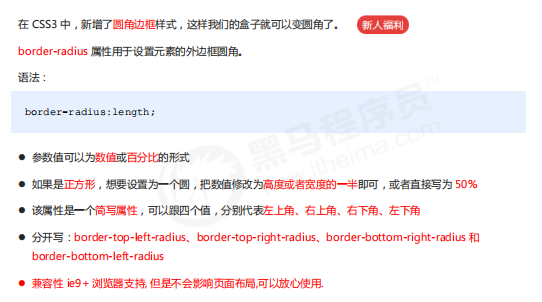 在 CSS3 中，新增了圆角边框样式，这样我们的盒子就可以变圆角了。 新人福利
border-radius 属性用于设置元素的外边框圆角。
语法：
border-radius:length;
● 参数值可以为数值或百分比的形式
● 如果是正方形，想要设置为一个圆，把数值修改为高度或者宽度的一半即可，或者直接写为 50%
● 该属性是一个简写属性，可以跟四个值，分别代表左上角、右上角、右下角、左下角
● 分开写：border-top-left-radius、border-top-right-radius、border-bottom-right-radius 和
border-bottom-left-radius
● 兼容性 ie9+ 浏览器支持, 但是不会影响页面布局,可以放心使用.
黑马程序员™
www.itheima.com